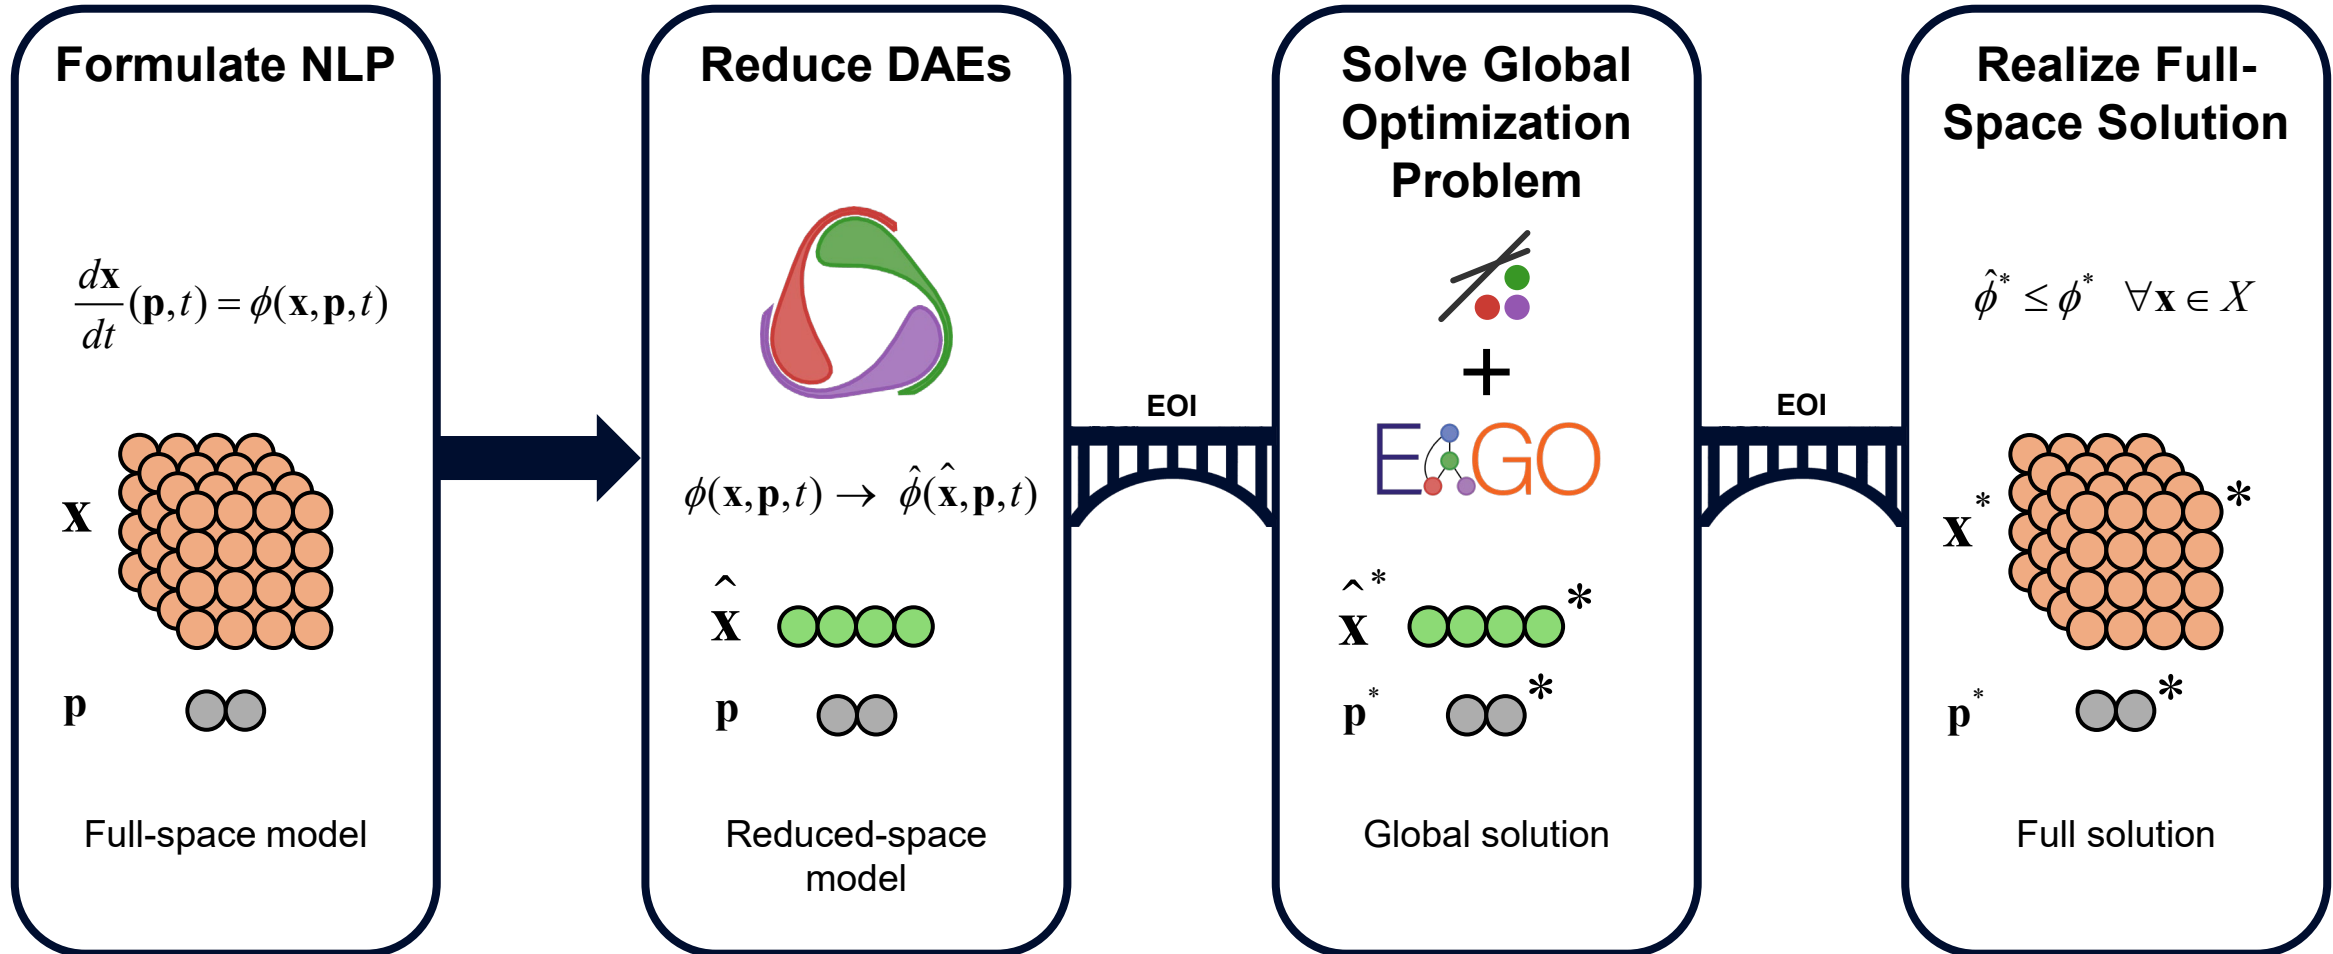 Formulate NLP
dx/dt (p,t) = ϕ(x,p,t)
x
p
Full-space model
Reduce DAEs
ϕ(x,p,t) → ϕ̂(x̂,p,t)
x̂
p
Reduced-space
model
EOI
Solve Global
Optimization
Problem
+
EAGO
x̂* *
p* *
Global solution
EOI
Realize Full-
Space Solution
ϕ̂* ≤ ϕ* ∀x ∈ X
x* *
p* *
Full solution